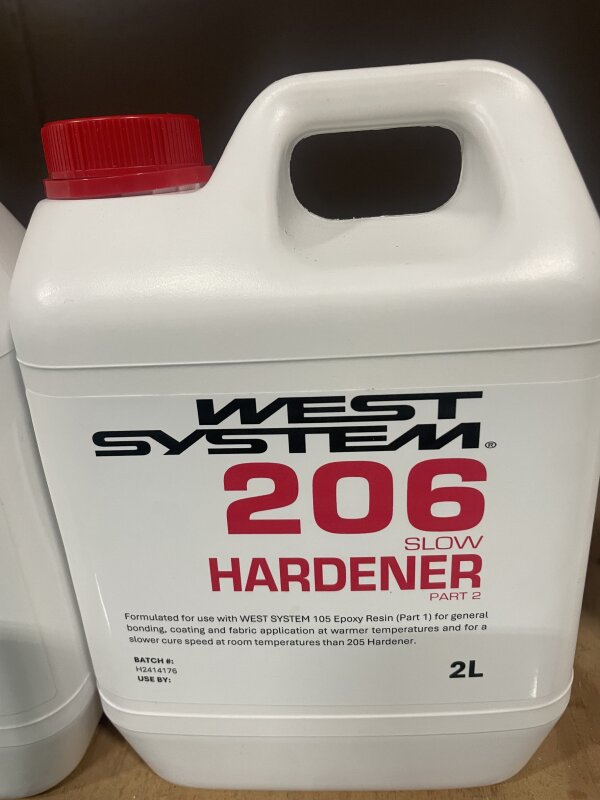 WEST
SYSTEM®
206
SLOW
HARDENER
PART 2
Formulated for use with WEST SYSTEM 105 Epoxy Resin (Part 1) for general
bonding, coating and fabric application at warmer temperatures and for a
slower cure speed at room temperatures than 205 Hardener.
BATCH #:
H2414176
USE BY:
2L